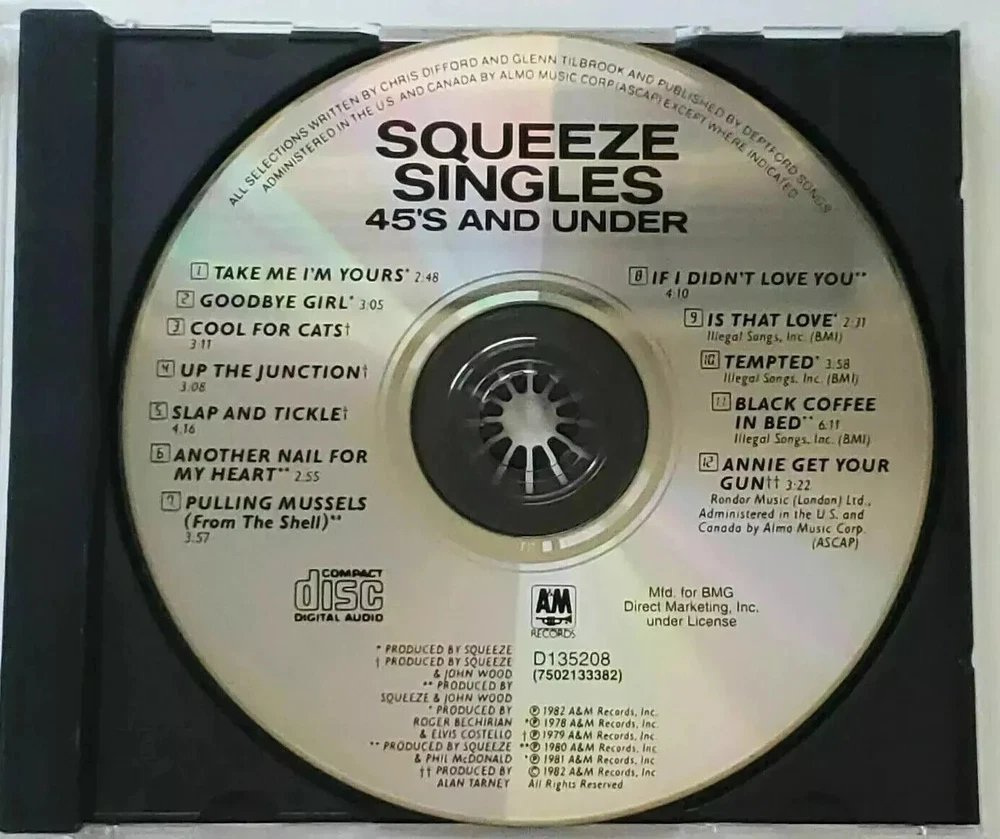 ALL SELECTIONS WRITTEN BY CHRIS DIFFORD AND GLENN TILBROOK AND PUBLISHED BY DEPTFORD SONGS
ADMINISTERED IN THE U.S. AND CANADA BY ALMO MUSIC CORP (ASCAP) EXCEPT WHERE INDICATED
SQUEEZE
SINGLES
45'S AND UNDER
1 TAKE ME I'M YOURS* 2:48
2 GOODBYE GIRL* 3:05
3 COOL FOR CATS†
3:11
4 UP THE JUNCTION†
3:08
5 SLAP AND TICKLE†
4:16
6 ANOTHER NAIL FOR
MY HEART** 2:55
7 PULLING MUSSELS
(From The Shell)**
3:57
8 IF I DIDN'T LOVE YOU**
4:10
9 IS THAT LOVE* 2:31
Illegal Songs, Inc. (BMI)
10 TEMPTED* 3:58
Illegal Songs, Inc. (BMI)
11 BLACK COFFEE
IN BED** 6:11
Illegal Songs, Inc. (BMI)
12 ANNIE GET YOUR
GUN†† 3:22
Rondor Music (London) Ltd.,
Administered in the U.S. and
Canada by Almo Music Corp.
(ASCAP)
COMPACT
disc
DIGITAL AUDIO
A&M
RECORDS
Mfd. for BMG
Direct Marketing, Inc.
under License
D135208
(7502133382)
* PRODUCED BY SQUEEZE
† PRODUCED BY SQUEEZE
& JOHN WOOD
** PRODUCED BY
SQUEEZE & JOHN WOOD
* PRODUCED BY
ROGER BECHIRIAN
& ELVIS COSTELLO
** PRODUCED BY SQUEEZE
& PHIL McDONALD
†† PRODUCED BY
ALAN TARNEY
℗ 1982 A&M Records, Inc.
*℗ 1978 A&M Records, Inc.
†℗ 1979 A&M Records, Inc.
**℗ 1980 A&M Records, Inc
*℗ 1981 A&M Records, Inc
© 1982 A&M Records, Inc
All Rights Reserved